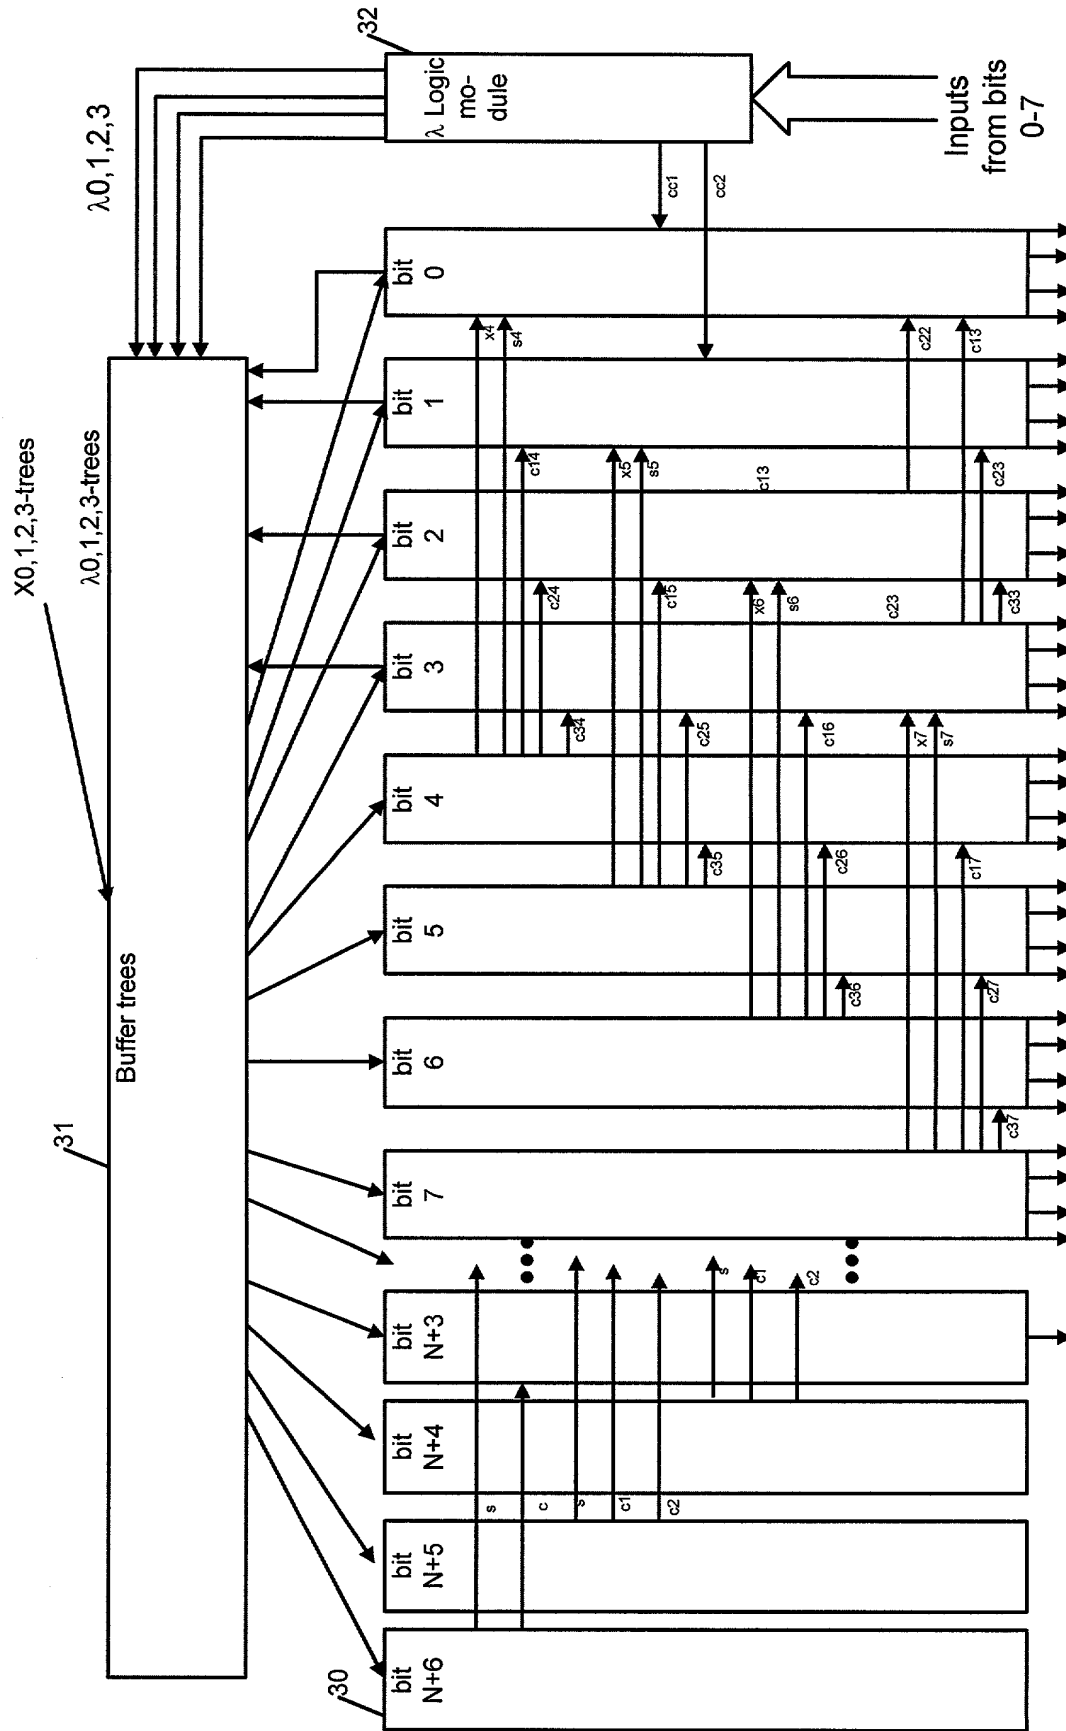 32
λ Logic
mo-
dule
Inputs
from bits
0-7
λ0,1,2,3
cc1
cc2
X0,1,2,3-trees
λ0,1,2,3-trees
Buffer trees
31
bit
0
bit
1
bit
2
bit
3
bit
4
bit
5
bit
6
bit
7
bit
N+3
bit
N+4
bit
N+5
bit
N+6
30
x4
s4
c14
c24
c34
x5
s5
c15
c25
c35
x6
s6
c16
c26
c36
x7
s7
c17
c27
c37
c22
c13
c13
c23
c23
c33
s
c
s
c1
c2
s
c1
c2